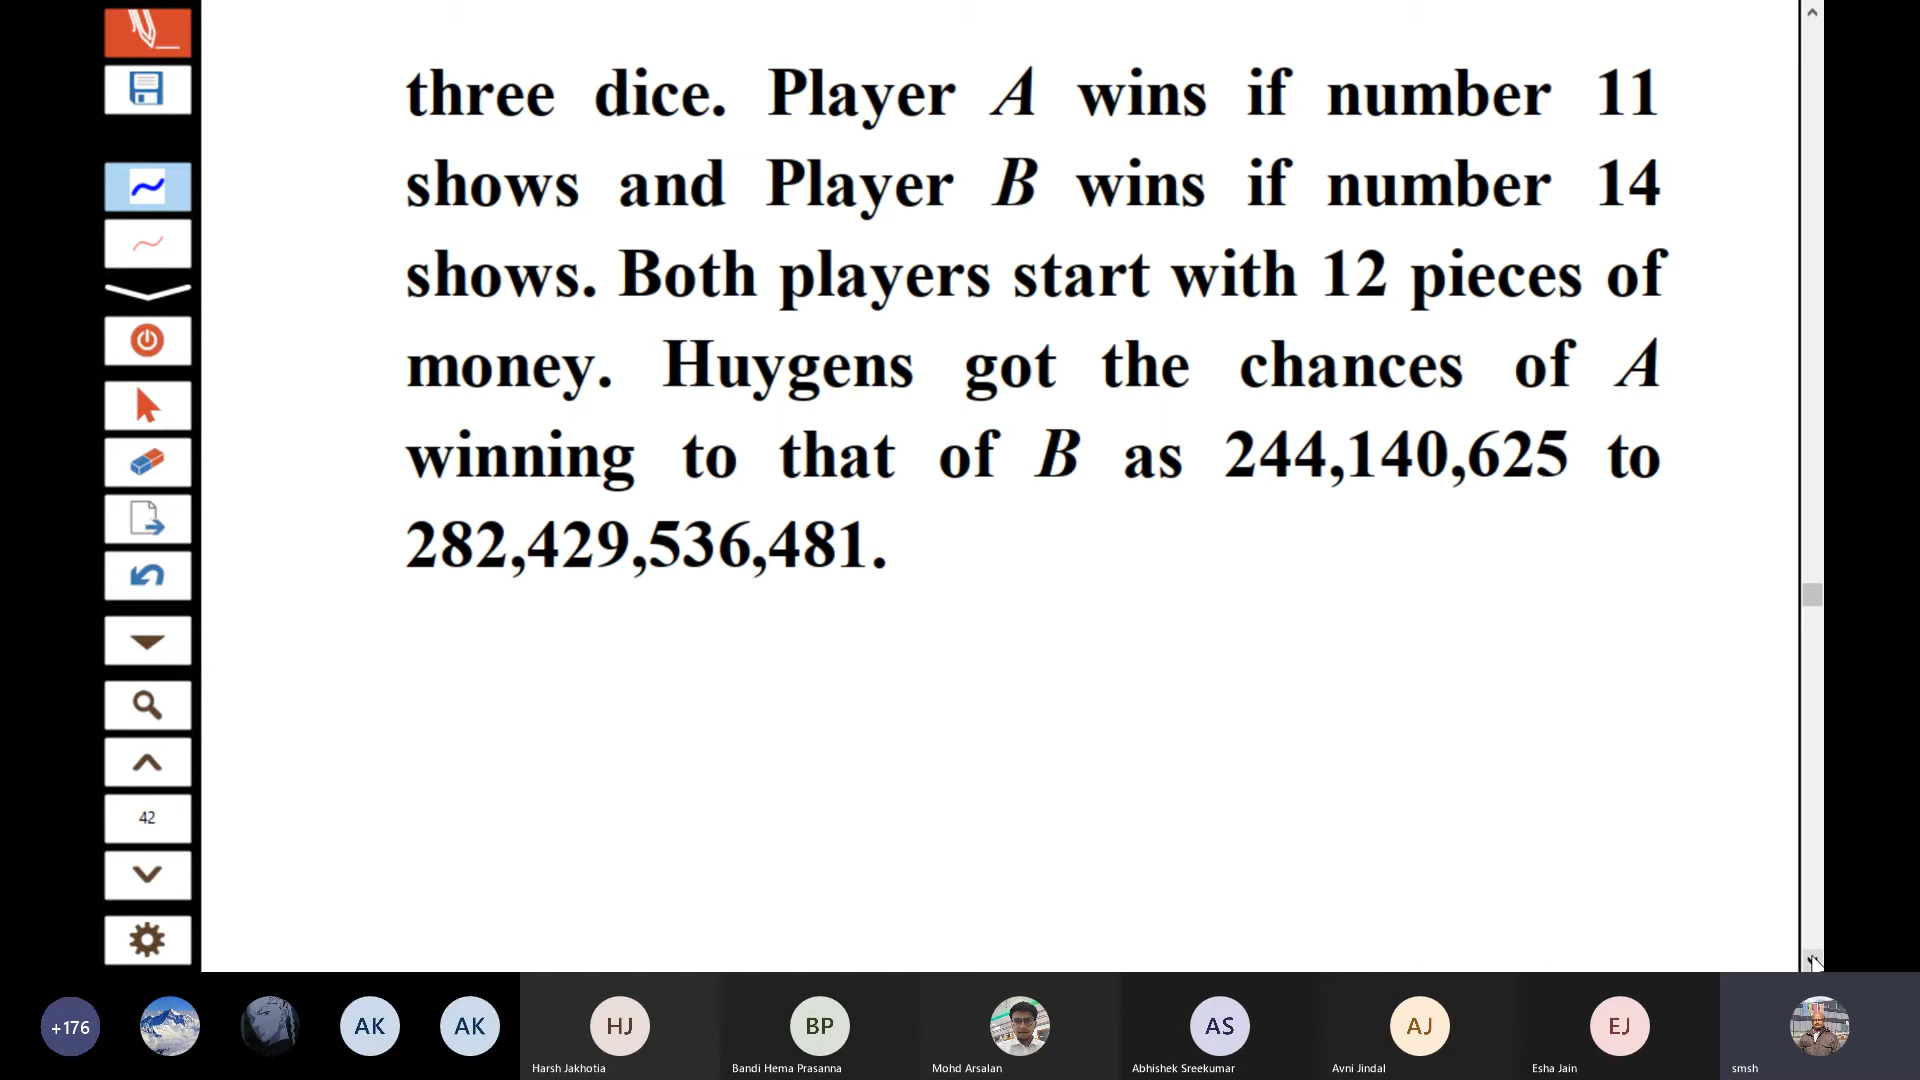 three dice. Player A wins if number 11
shows and Player B wins if number 14
shows. Both players start with 12 pieces of
money. Huygens got the chances of A
winning to that of B as 244,140,625 to
282,429,536,481.
42
+176
AK
AK
HJ
BP
AS
AJ
EJ
Harsh Jakhotia
Bandi Hema Prasanna
Mohd Arsalan
Abhishek Sreekumar
Avni Jindal
Esha Jain
smsh